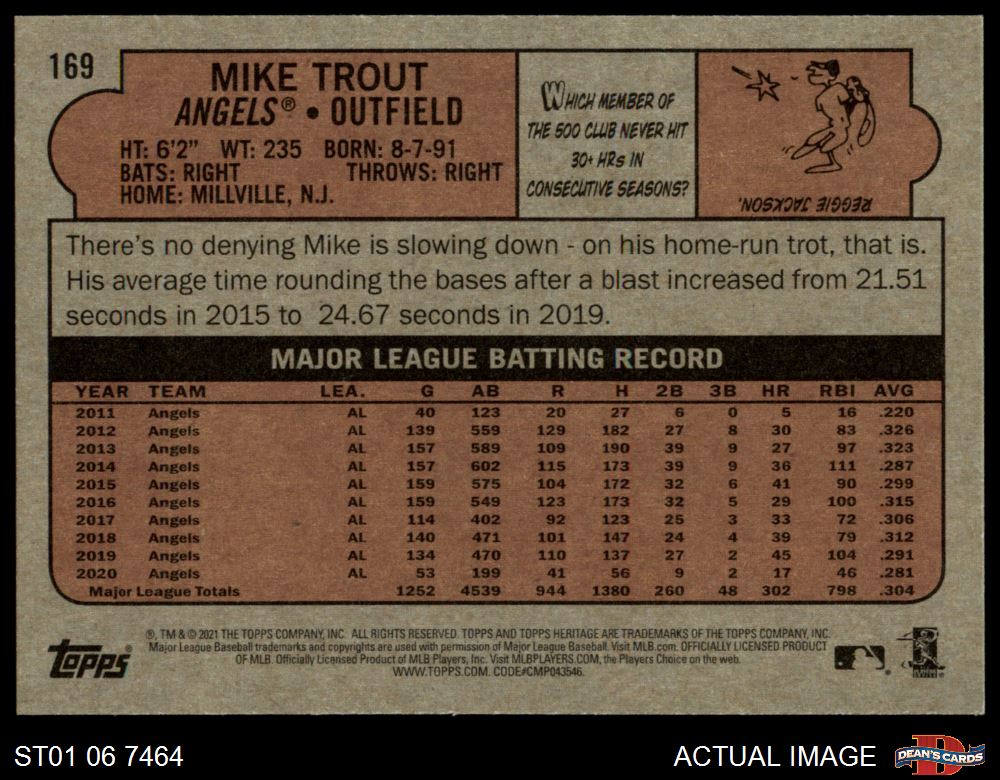 169
MIKE TROUT
ANGELS® • OUTFIELD
HT: 6'2" WT: 235 BORN: 8-7-91
BATS: RIGHT THROWS: RIGHT
HOME: MILLVILLE, N.J.
WHICH MEMBER OF
THE 500 CLUB NEVER HIT
30+ HRs IN
CONSECUTIVE SEASONS?
REGGIE JACKSON.
There's no denying Mike is slowing down - on his home-run trot, that is.
His average time rounding the bases after a blast increased from 21.51
seconds in 2015 to 24.67 seconds in 2019.
MAJOR LEAGUE BATTING RECORD
YEAR TEAM LEA. G AB R H 2B 3B HR RBI AVG
2011 Angels AL 40 123 20 27 6 0 5 16 .220
2012 Angels AL 139 559 129 182 27 8 30 83 .326
2013 Angels AL 157 589 109 190 39 9 27 97 .323
2014 Angels AL 157 602 115 173 39 9 36 111 .287
2015 Angels AL 159 575 104 172 32 6 41 90 .299
2016 Angels AL 159 549 123 173 32 5 29 100 .315
2017 Angels AL 114 402 92 123 25 3 33 72 .306
2018 Angels AL 140 471 101 147 24 4 39 79 .312
2019 Angels AL 134 470 110 137 27 2 45 104 .291
2020 Angels AL 53 199 41 56 9 2 17 46 .281
Major League Totals 1252 4539 944 1380 260 48 302 798 .304
Topps®
®, TM & © 2021 THE TOPPS COMPANY, INC. ALL RIGHTS RESERVED. TOPPS AND TOPPS HERITAGE ARE TRADEMARKS OF THE TOPPS COMPANY, INC.
Major League Baseball trademarks and copyrights are used with permission of Major League Baseball. Visit MLB.com. OFFICIALLY LICENSED PRODUCT
OF MLB. Officially Licensed Product of MLB Players, Inc. Visit MLBPLAYERS.COM, the Players Choice on the web.
WWW.TOPPS.COM. CODE#CMP043546.
ST01 06 7464
ACTUAL IMAGE
DEAN'S CARDS